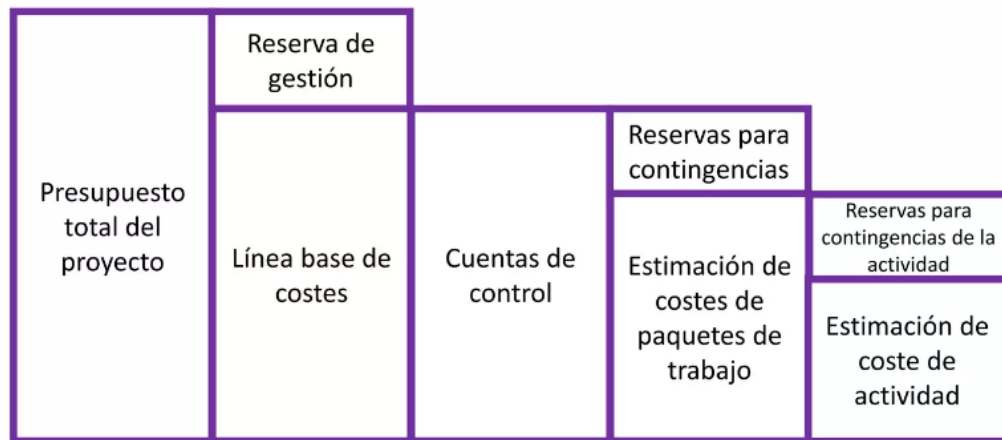 Presupuesto
total del
proyecto
Reserva de
gestión
Línea base de
costes
Cuentas de
control
Reservas para
contingencias
Estimación de
costes de
paquetes de
trabajo
Reservas para
contingencias de la
actividad
Estimación de
coste de
actividad